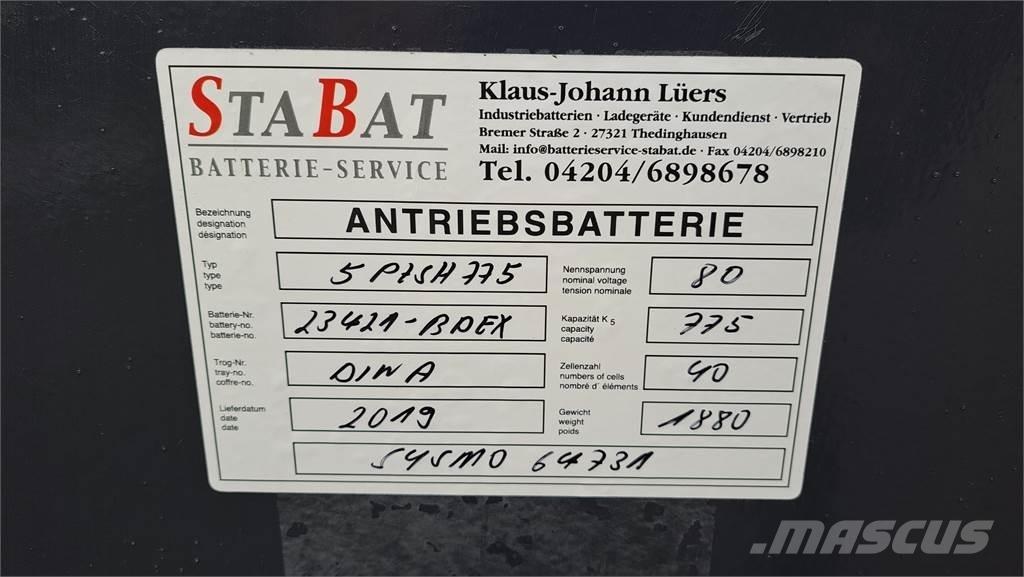 STABAT
BATTERIE-SERVICE
Klaus-Johann Lüers
Industriebatterien · Ladegeräte · Kundendienst · Vertrieb
Bremer Straße 2 · 27321 Thedinghausen
Mail: info@batterieservice-stabat.de · Fax 04204/6898210
Tel. 04204/6898678
Bezeichnung
designation
désignation
ANTRIEBSBATTERIE
Typ
type
type
5 PZSH 775
Nennspannung
nominal voltage
tension nominale
80
Batterie-Nr.
battery-no.
batterie-no.
23421-BDEX
Kapazität K5
capacity
capacité
775
Trog-Nr.
tray-no.
coffre-no.
DIN A
Zellenzahl
numbers of cells
nombré d' éléments
40
Lieferdatum
date
date
2019
Gewicht
weight
poids
1880
SYSMO 64731
MASCUS